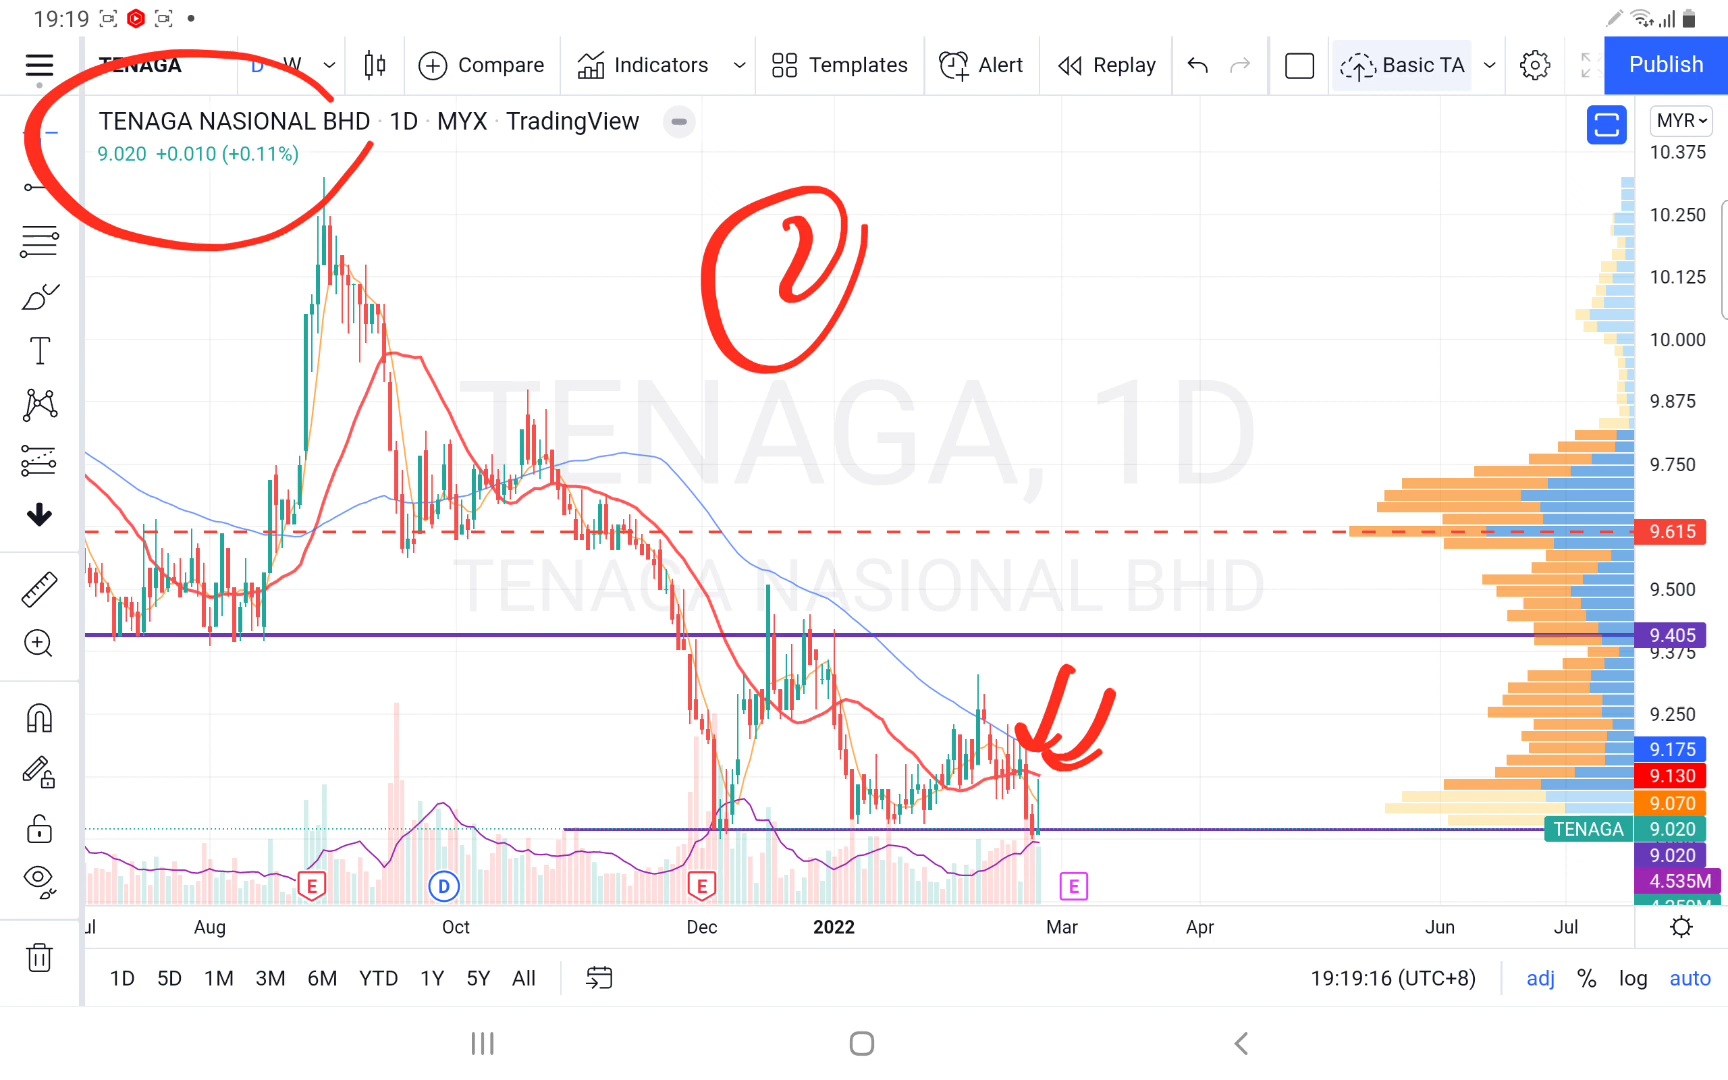 19:19
TENAGA D W Compare Indicators Templates Alert Replay Basic TA Publish
TENAGA NASIONAL BHD · 1D · MYX · TradingView
MYR
9.020 +0.010 (+0.11%)
10.375
10.250
2
10.125
10.000
9.875
TENAGA, 1D
9.750
9.615
TENAGA NASIONAL BHD
9.500
9.405
9.375
9.250
9.175
9.130
9.070
TENAGA 9.020
9.020
4.535M
E D E E
Aug Oct Dec 2022 Mar Apr Jun Jul
1D 5D 1M 3M 6M YTD 1Y 5Y All 19:19:16 (UTC+8) adj % log auto